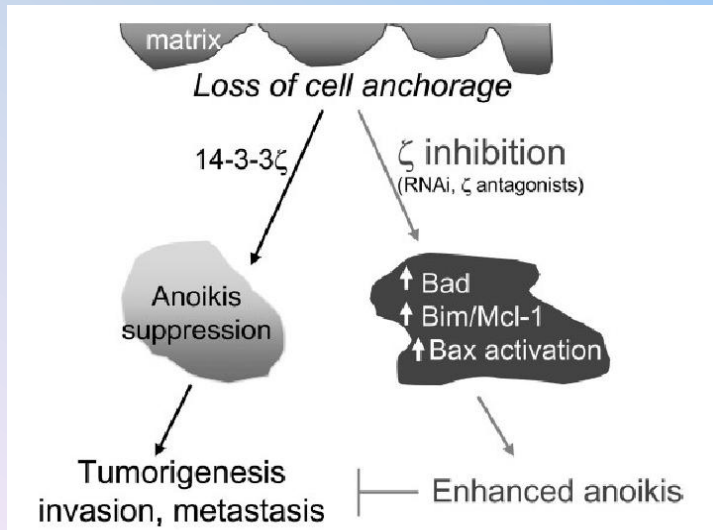 matrix
Loss of cell anchorage
14-3-3ζ
ζ inhibition
(RNAi, ζ antagonists)
Anoikis
suppression
↑ Bad
↑ Bim/Mcl-1
↑ Bax activation
Tumorigenesis
invasion, metastasis
Enhanced anoikis